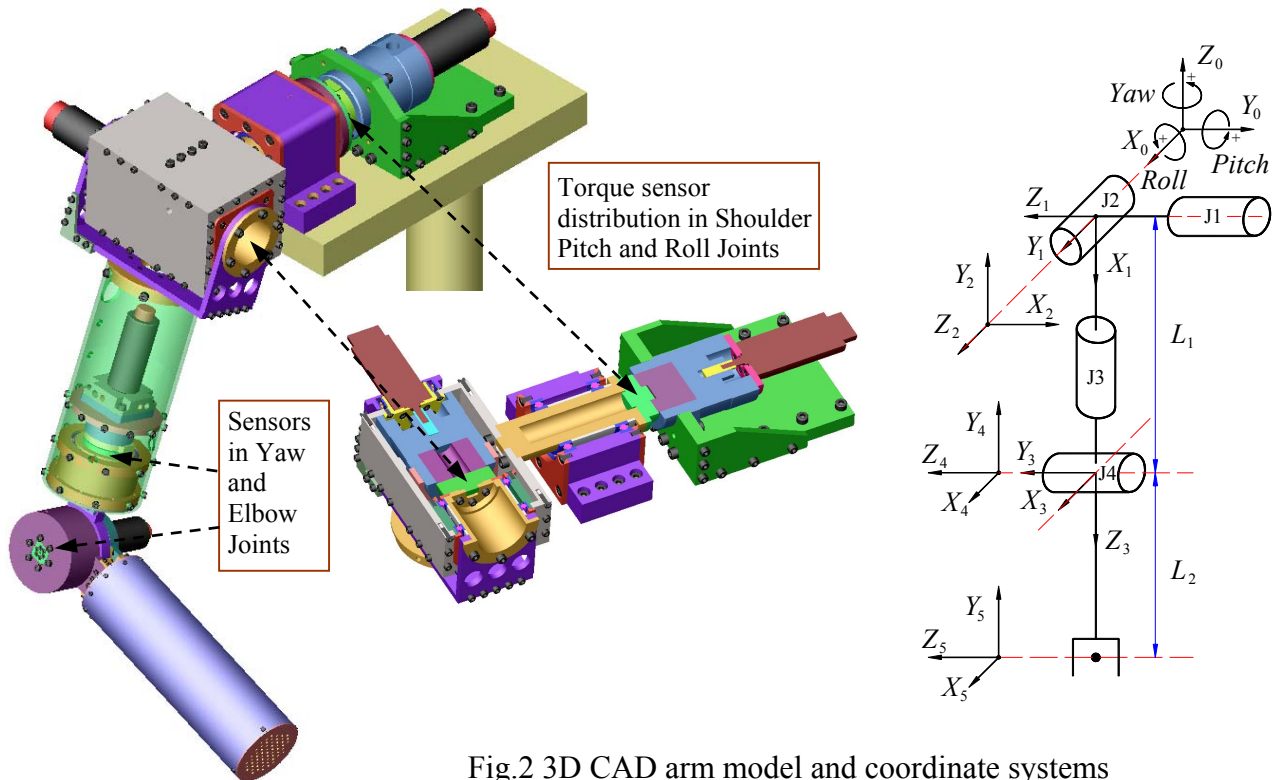 Torque sensor
distribution in Shoulder
Pitch and Roll Joints
Sensors
in Yaw
and
Elbow
Joints
Z0
+
Yaw
Y0
X0
+
+
Roll
Pitch
Z1
J2
J1
Y1
X1
Y2
X2
Z2
L1
J3
Y4
Z4
Y3
J4
X4
X3
Z3
L2
Y5
Z5
X5
Fig.2 3D CAD arm model and coordinate systems